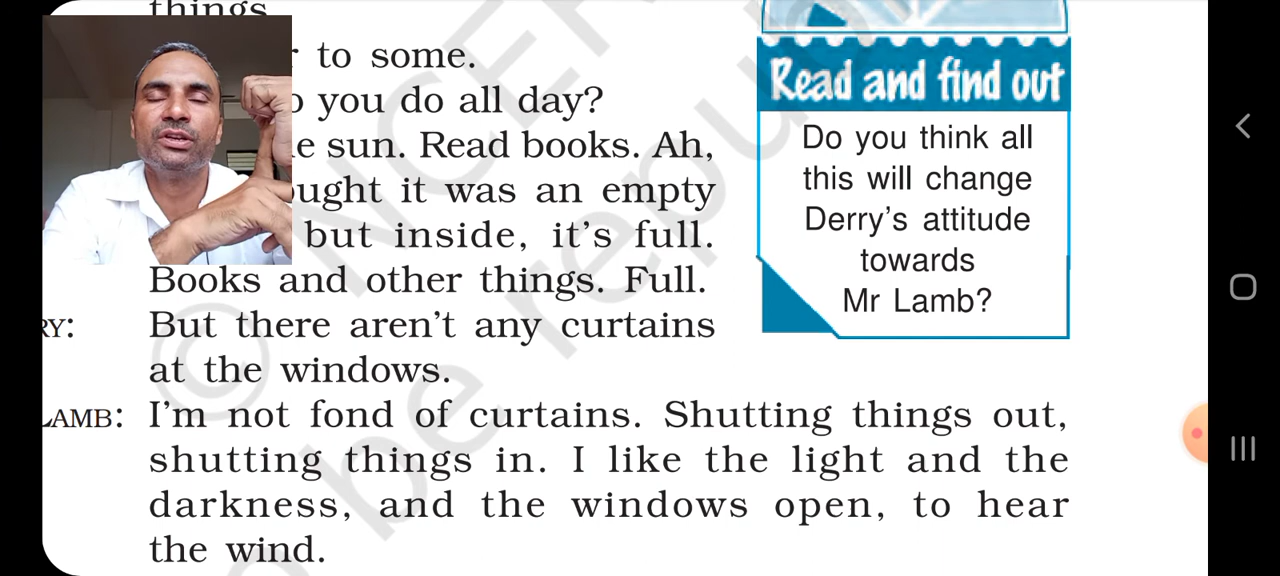 things
to some.
you do all day?
sun. Read books. Ah,
it was an empty
but inside, it's full.
Books and other things. Full.
RY: But there aren't any curtains
at the windows.
LAMB: I'm not fond of curtains. Shutting things out,
shutting things in. I like the light and the
darkness, and the windows open, to hear
the wind.
Read and find out
Do you think all
this will change
Derry's attitude
towards
Mr Lamb?